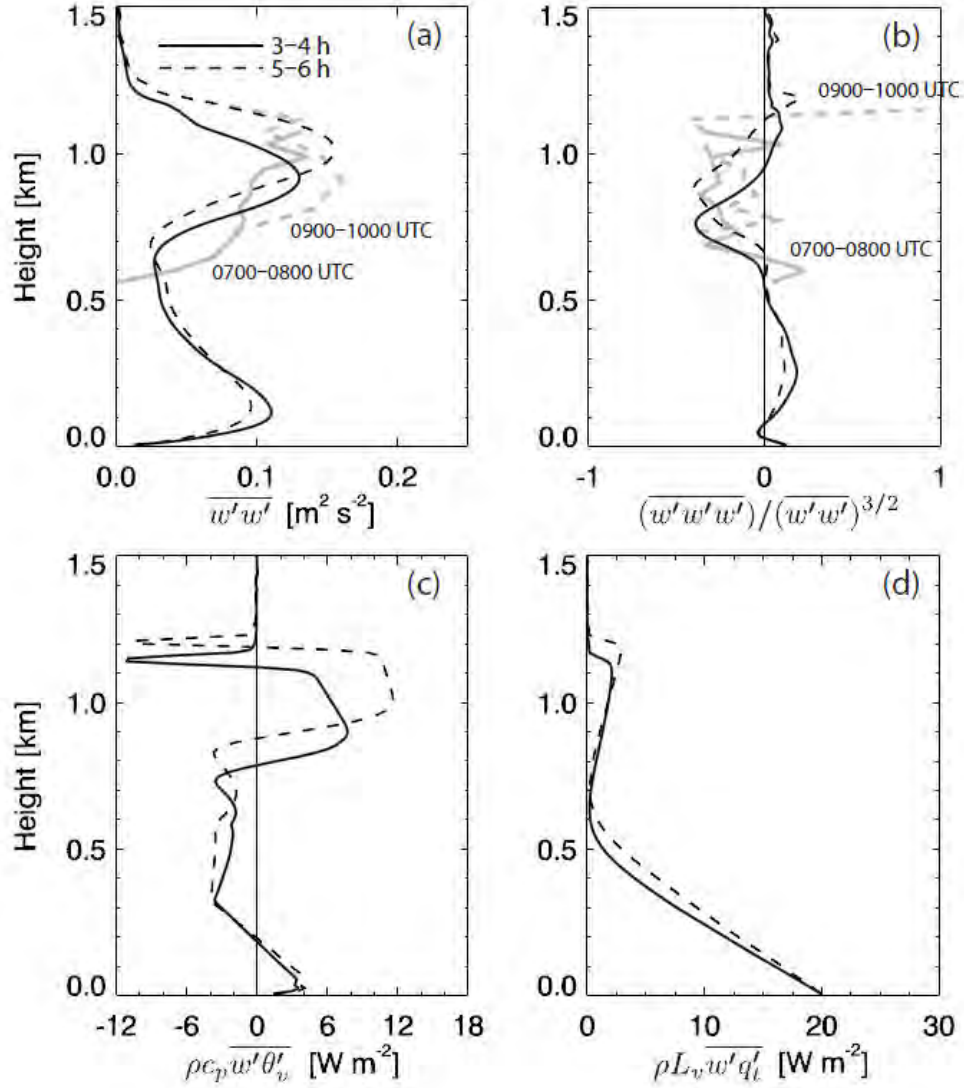 (a)
3–4 h
5–6 h
0900–1000 UTC
0700–0800 UTC
Height [km]
1.5
1.0
0.5
0.0
0.0 0.1 0.2
w′w′ [m² s⁻²]
(b)
0900–1000 UTC
0700–0800 UTC
1.5
1.0
0.5
0.0
-1 0 1
(w′w′w′)/(w′w′)³/²
(c)
Height [km]
1.5
1.0
0.5
0.0
-12 -6 0 6 12 18
ρcₚw′θ′ᵥ [W m⁻²]
(d)
1.5
1.0
0.5
0.0
0 10 20 30
ρLᵥw′q′ₜ [W m⁻²]